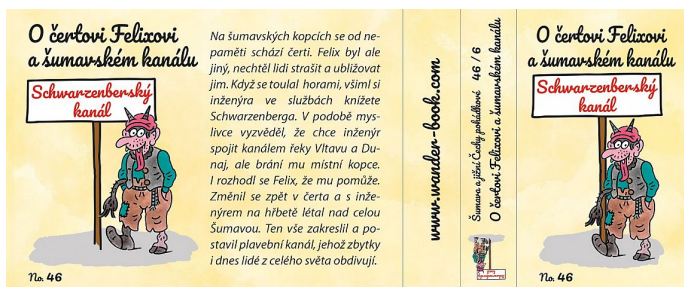 O čertovi Felixovi
a šumavském kanálu
Schwarzenberský
kanál
No. 46
Na šumavských kopcích se od ne-
paměti schází čerti. Felix byl ale
jiný, nechtěl lidi strašit a ubližovat
jim. Když se toulal horami, všiml si
inženýra ve službách knížete
Schwarzenberga. V podobě mys-
livce vyzvěděl, že chce inženýr
spojit kanálem řeky Vltavu a Du-
naj, ale brání mu místní kopce.
I rozhodl se Felix, že mu pomůže.
Změnil se zpět v čerta a s inže-
nýrem na hřbetě létal nad celou
Šumavou. Ten vše zakreslil a po-
stavil plavební kanál, jehož zbytky
i dnes lidé z celého světa obdivují.
www.wander-book.com
Šumava a jižní Čechy pohádkové 46 / 6
O čertovi Felixovi a šumavském kanálu
O čertovi Felixovi
a šumavském kanálu
Schwarzenberský
kanál
No. 46